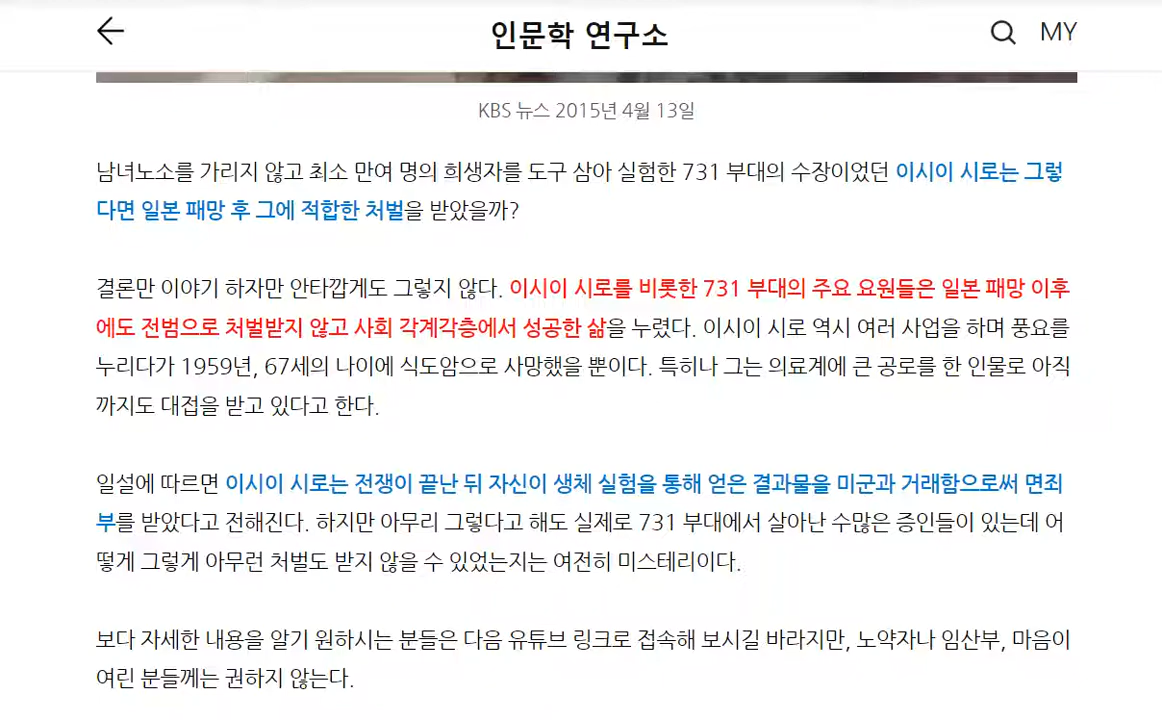 인문학 연구소
MY
KBS 뉴스 2015년 4월 13일
남녀노소를 가리지 않고 최소 만여 명의 희생자를 도구 삼아 실험한 731 부대의 수장이었던 이시이 시로는 그렇
다면 일본 패망 후 그에 적합한 처벌을 받았을까?
결론만 이야기 하자만 안타깝게도 그렇지 않다. 이시이 시로를 비롯한 731 부대의 주요 요원들은 일본 패망 이후
에도 전범으로 처벌받지 않고 사회 각계각층에서 성공한 삶을 누렸다. 이시이 시로 역시 여러 사업을 하며 풍요를
누리다가 1959년, 67세의 나이에 식도암으로 사망했을 뿐이다. 특히나 그는 의료계에 큰 공로를 한 인물로 아직
까지도 대접을 받고 있다고 한다.
일설에 따르면 이시이 시로는 전쟁이 끝난 뒤 자신이 생체 실험을 통해 얻은 결과물을 미군과 거래함으로써 면죄
부를 받았다고 전해진다. 하지만 아무리 그렇다고 해도 실제로 731 부대에서 살아난 수많은 증인들이 있는데 어
떻게 그렇게 아무런 처벌도 받지 않을 수 있었는지는 여전히 미스테리이다.
보다 자세한 내용을 알기 원하시는 분들은 다음 유튜브 링크로 접속해 보시길 바라지만, 노약자나 임산부, 마음이
여린 분들께는 권하지 않는다.